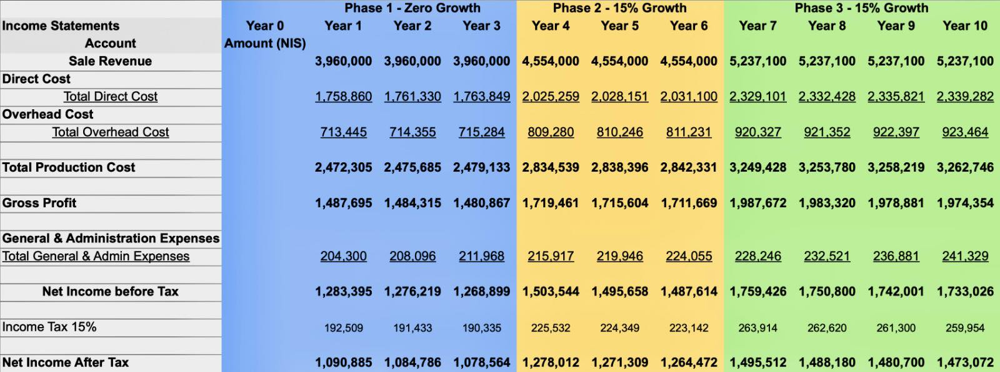 Phase 1 - Zero Growth Phase 2 - 15% Growth Phase 3 - 15% Growth
Income Statements Year 0 Year 1 Year 2 Year 3 Year 4 Year 5 Year 6 Year 7 Year 8 Year 9 Year 10
Account Amount (NIS)
Sale Revenue 3,960,000 3,960,000 3,960,000 4,554,000 4,554,000 4,554,000 5,237,100 5,237,100 5,237,100 5,237,100
Direct Cost
Total Direct Cost 1,758,860 1,761,330 1,763,849 2,025,259 2,028,151 2,031,100 2,329,101 2,332,428 2,335,821 2,339,282
Overhead Cost
Total Overhead Cost 713,445 714,355 715,284 809,280 810,246 811,231 920,327 921,352 922,397 923,464
Total Production Cost 2,472,305 2,475,685 2,479,133 2,834,539 2,838,396 2,842,331 3,249,428 3,253,780 3,258,219 3,262,746
Gross Profit 1,487,695 1,484,315 1,480,867 1,719,461 1,715,604 1,711,669 1,987,672 1,983,320 1,978,881 1,974,354
General & Administration Expenses
Total General & Admin Expenses 204,300 208,096 211,968 215,917 219,946 224,055 228,246 232,521 236,881 241,329
Net Income before Tax 1,283,395 1,276,219 1,268,899 1,503,544 1,495,658 1,487,614 1,759,426 1,750,800 1,742,001 1,733,026
Income Tax 15% 192,509 191,433 190,335 225,532 224,349 223,142 263,914 262,620 261,300 259,954
Net Income After Tax 1,090,885 1,084,786 1,078,564 1,278,012 1,271,309 1,264,472 1,495,512 1,488,180 1,480,700 1,473,072